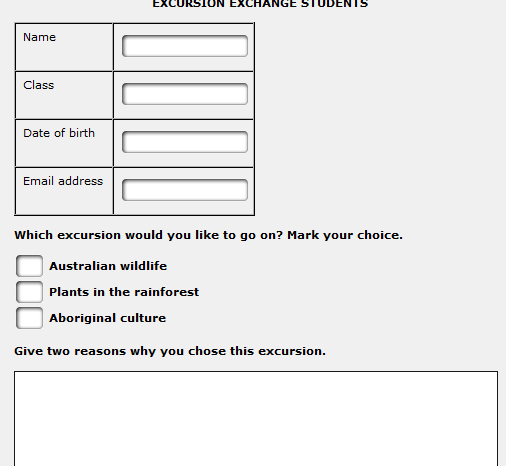 EXCURSION EXCHANGE STUDENTS
Name
Class
Date of birth
Email address
Which excursion would you like to go on? Mark your choice.
Australian wildlife
Plants in the rainforest
Aboriginal culture
Give two reasons why you chose this excursion.